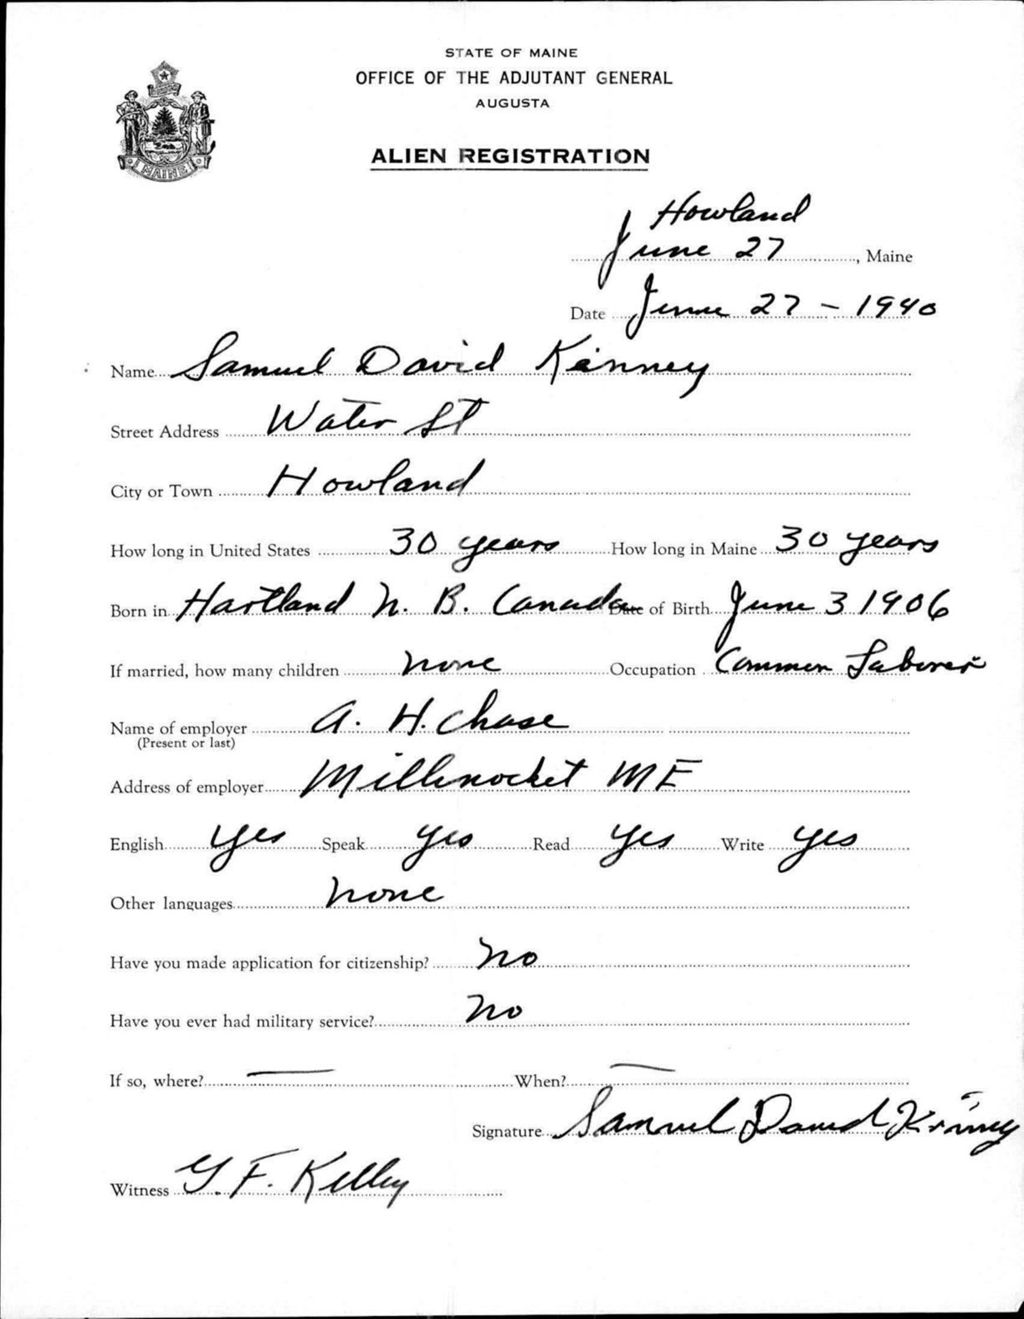 STATE OF MAINE
OFFICE OF THE ADJUTANT GENERAL
AUGUSTA
ALIEN REGISTRATION
MAINE
Howland
June 27, Maine
Date June 27 - 1940
Name Samuel David Kinney
Street Address Water St
City or Town Howland
How long in United States 30 years How long in Maine 30 years
Born in Hartland N. B. Canada Date of Birth June 3 1906
If married, how many children none Occupation Common Laborer
Name of employer A. H. Chase
(Present or last)
Address of employer Millinocket ME
English yes Speak yes Read yes Write yes
Other languages none
Have you made application for citizenship? No
Have you ever had military service? No
If so, where? — When? —
Signature Samuel David Kinney
Witness G. F. Kelley